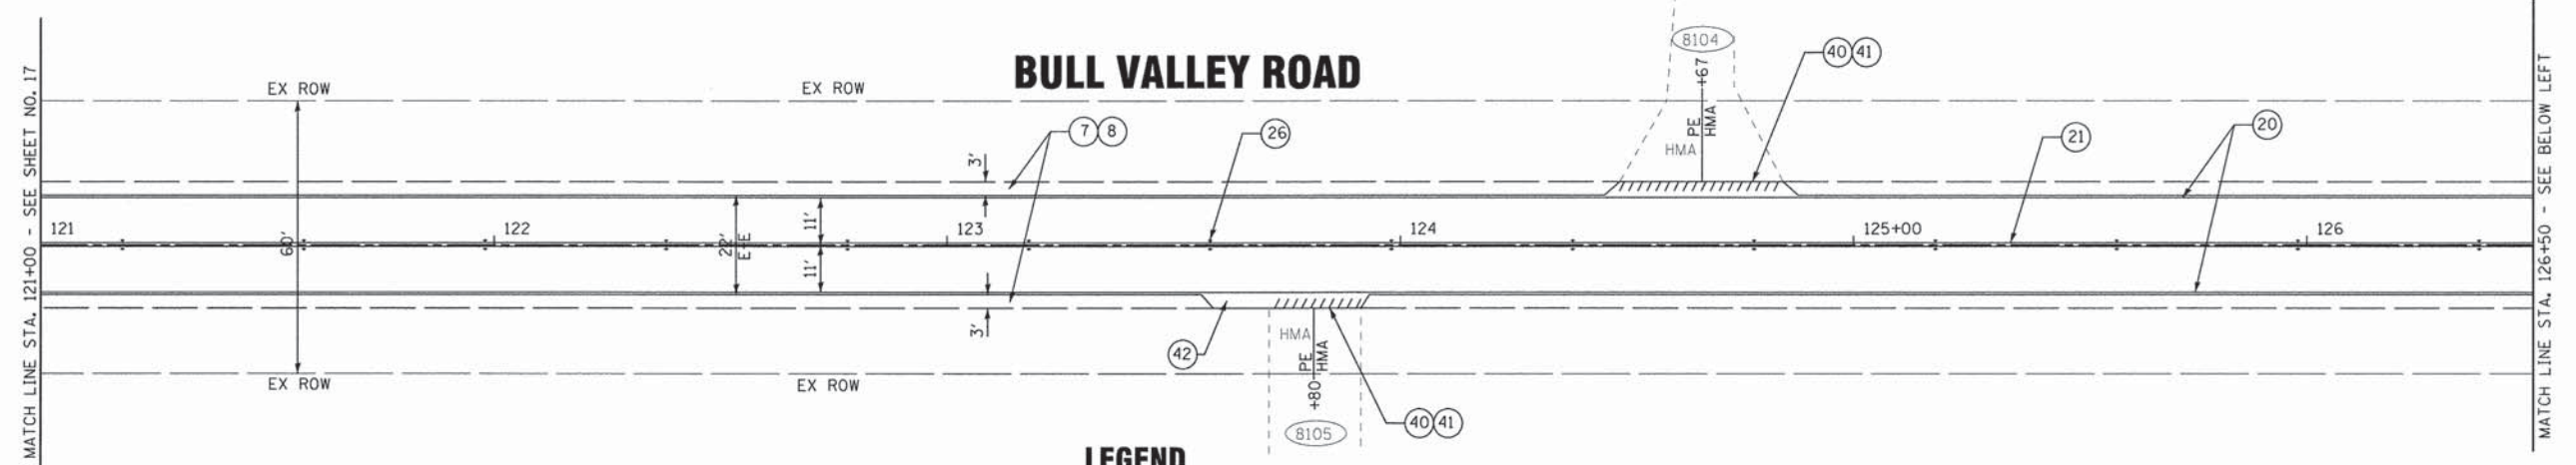 BULL VALLEY ROAD
8104
40 41
+67
EX ROW
EX ROW
MATCH LINE STA. 121+00 - SEE SHEET NO. 17
MATCH LINE STA. 126+50 - SEE BELOW LEFT
7 8
26
PE
HMA
HMA
21
20
3'
121
122
123
124
125+00
126
60'
22'
E-E
11'
11'
3'
42
HMA
PE
HMA
EX ROW
EX ROW
+80
8105
40 41
LEGEND